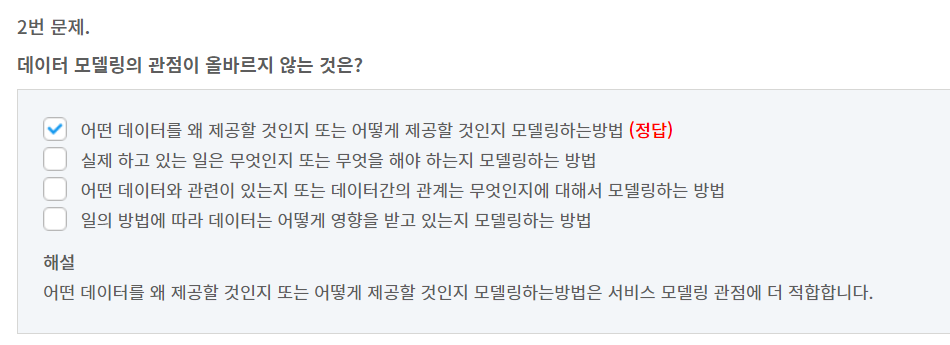 2번 문제.
데이터 모델링의 관점이 올바르지 않는 것은?
어떤 데이터를 왜 제공할 것인지 또는 어떻게 제공할 것인지 모델링하는방법 (정답)
실제 하고 있는 일은 무엇인지 또는 무엇을 해야 하는지 모델링하는 방법
어떤 데이터와 관련이 있는지 또는 데이터간의 관계는 무엇인지에 대해서 모델링하는 방법
일의 방법에 따라 데이터는 어떻게 영향을 받고 있는지 모델링하는 방법
해설
어떤 데이터를 왜 제공할 것인지 또는 어떻게 제공할 것인지 모델링하는방법은 서비스 모델링 관점에 더 적합합니다.